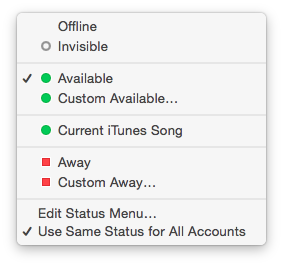 Offline
Invisible
Available
Custom Available…
Current iTunes Song
Away
Custom Away…
Edit Status Menu…
Use Same Status for All Accounts